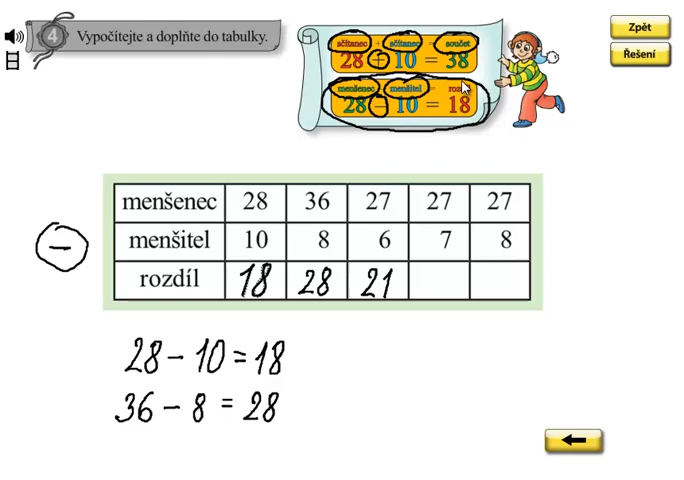 4 Vypočítejte a doplňte do tabulky.
sčítanec + sčítanec = součet
28 + 10 = 38
menšenec - menšitel =
28 - 10 = 18
Zpět
Řešení
menšenec 28 36 27 27 27
menšitel 10 8 6 7 8
rozdíl 18 28 21
−
28 - 10 = 18
36 - 8 = 28